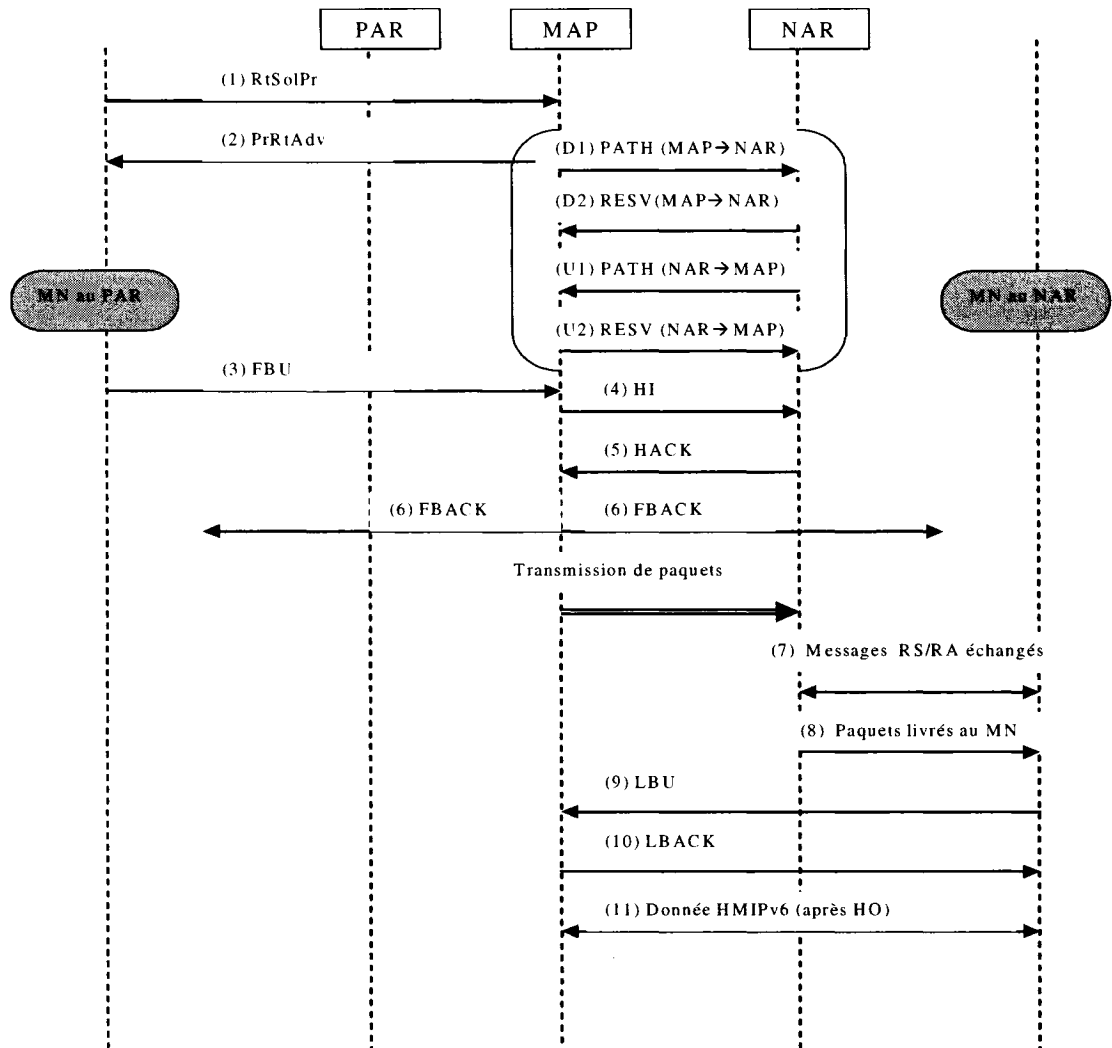 PAR
MAP
NAR
(1) RtSolPr
(2) PrRtAdv
(D1) PATH (MAP→NAR)
(D2) RESV(MAP→NAR)
(U1) PATH (NAR→MAP)
MN au PAR
MN au NAR
(U2) RESV (NAR→MAP)
(3) FBU
(4) HI
(5) HACK
(6) FBACK
(6) FBACK
Transmission de paquets
(7) Messages RS/RA échangés
(8) Paquets livrés au MN
(9) LBU
(10) LBACK
(11) Donnée HMIPv6 (après HO)